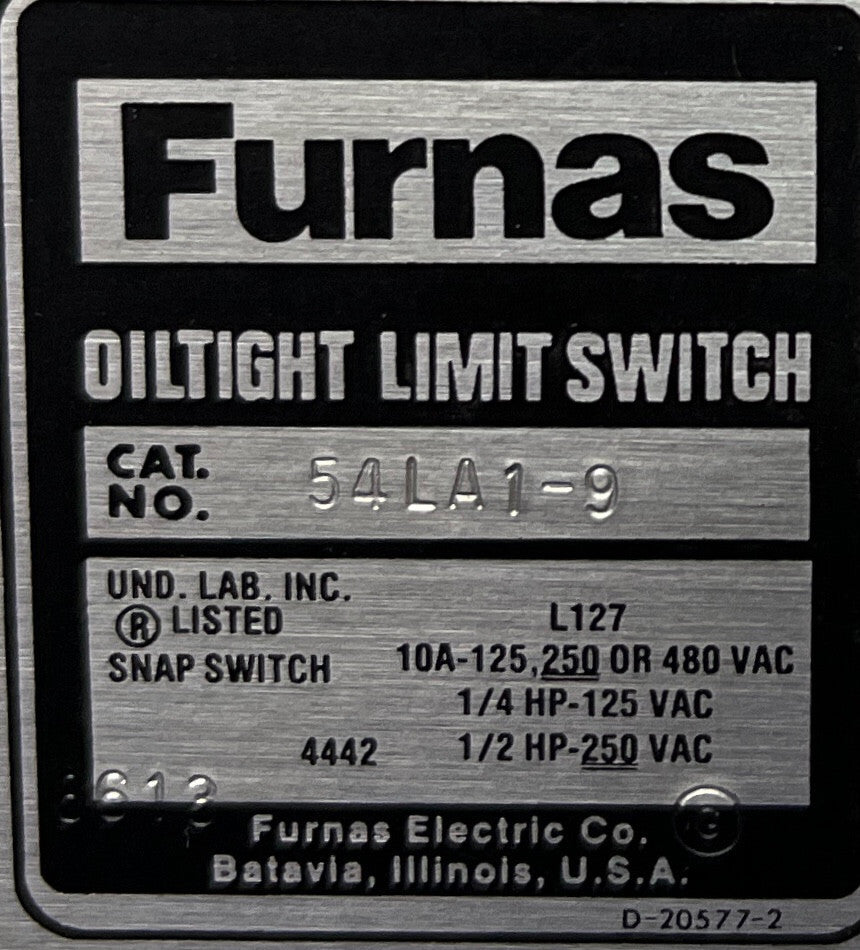 Furnas
OILTIGHT LIMIT SWITCH
CAT.
NO. 54LA1-9
UND. LAB. INC.
® LISTED L127
SNAP SWITCH 10A-125,250 OR 480 VAC
1/4 HP-125 VAC
4442 1/2 HP-250 VAC
Furnas Electric Co.
Batavia, Illinois, U.S.A.
D-20577-2